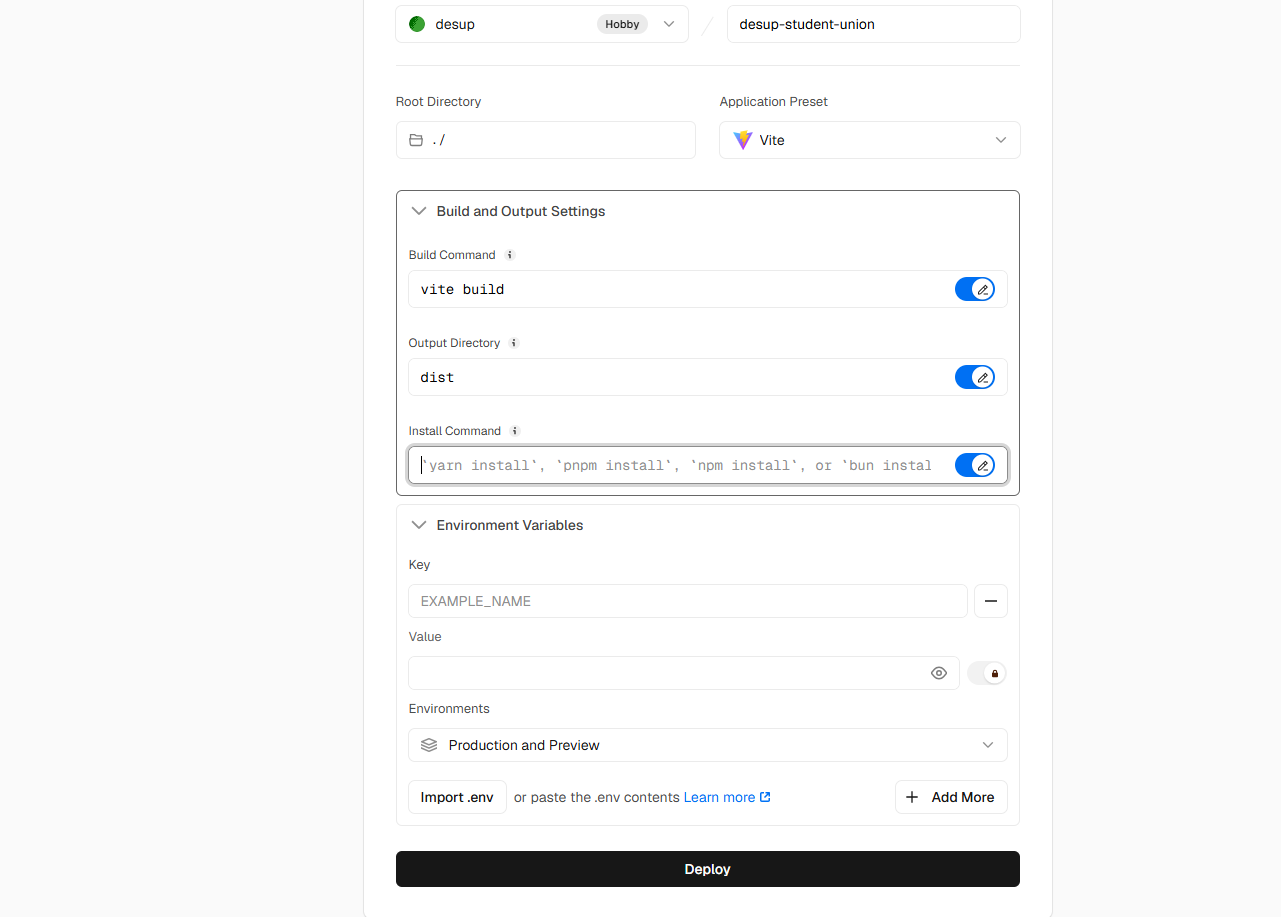 desup Hobby desup-student-union
Root Directory Application Preset
./ Vite
Build and Output Settings
Build Command i
vite build
Output Directory i
dist
Install Command i
`yarn install`, `pnpm install`, `npm install`, or `bun instal
Environment Variables
Key
EXAMPLE_NAME
Value
Environments
Production and Preview
Import .env or paste the .env contents Learn more + Add More
Deploy